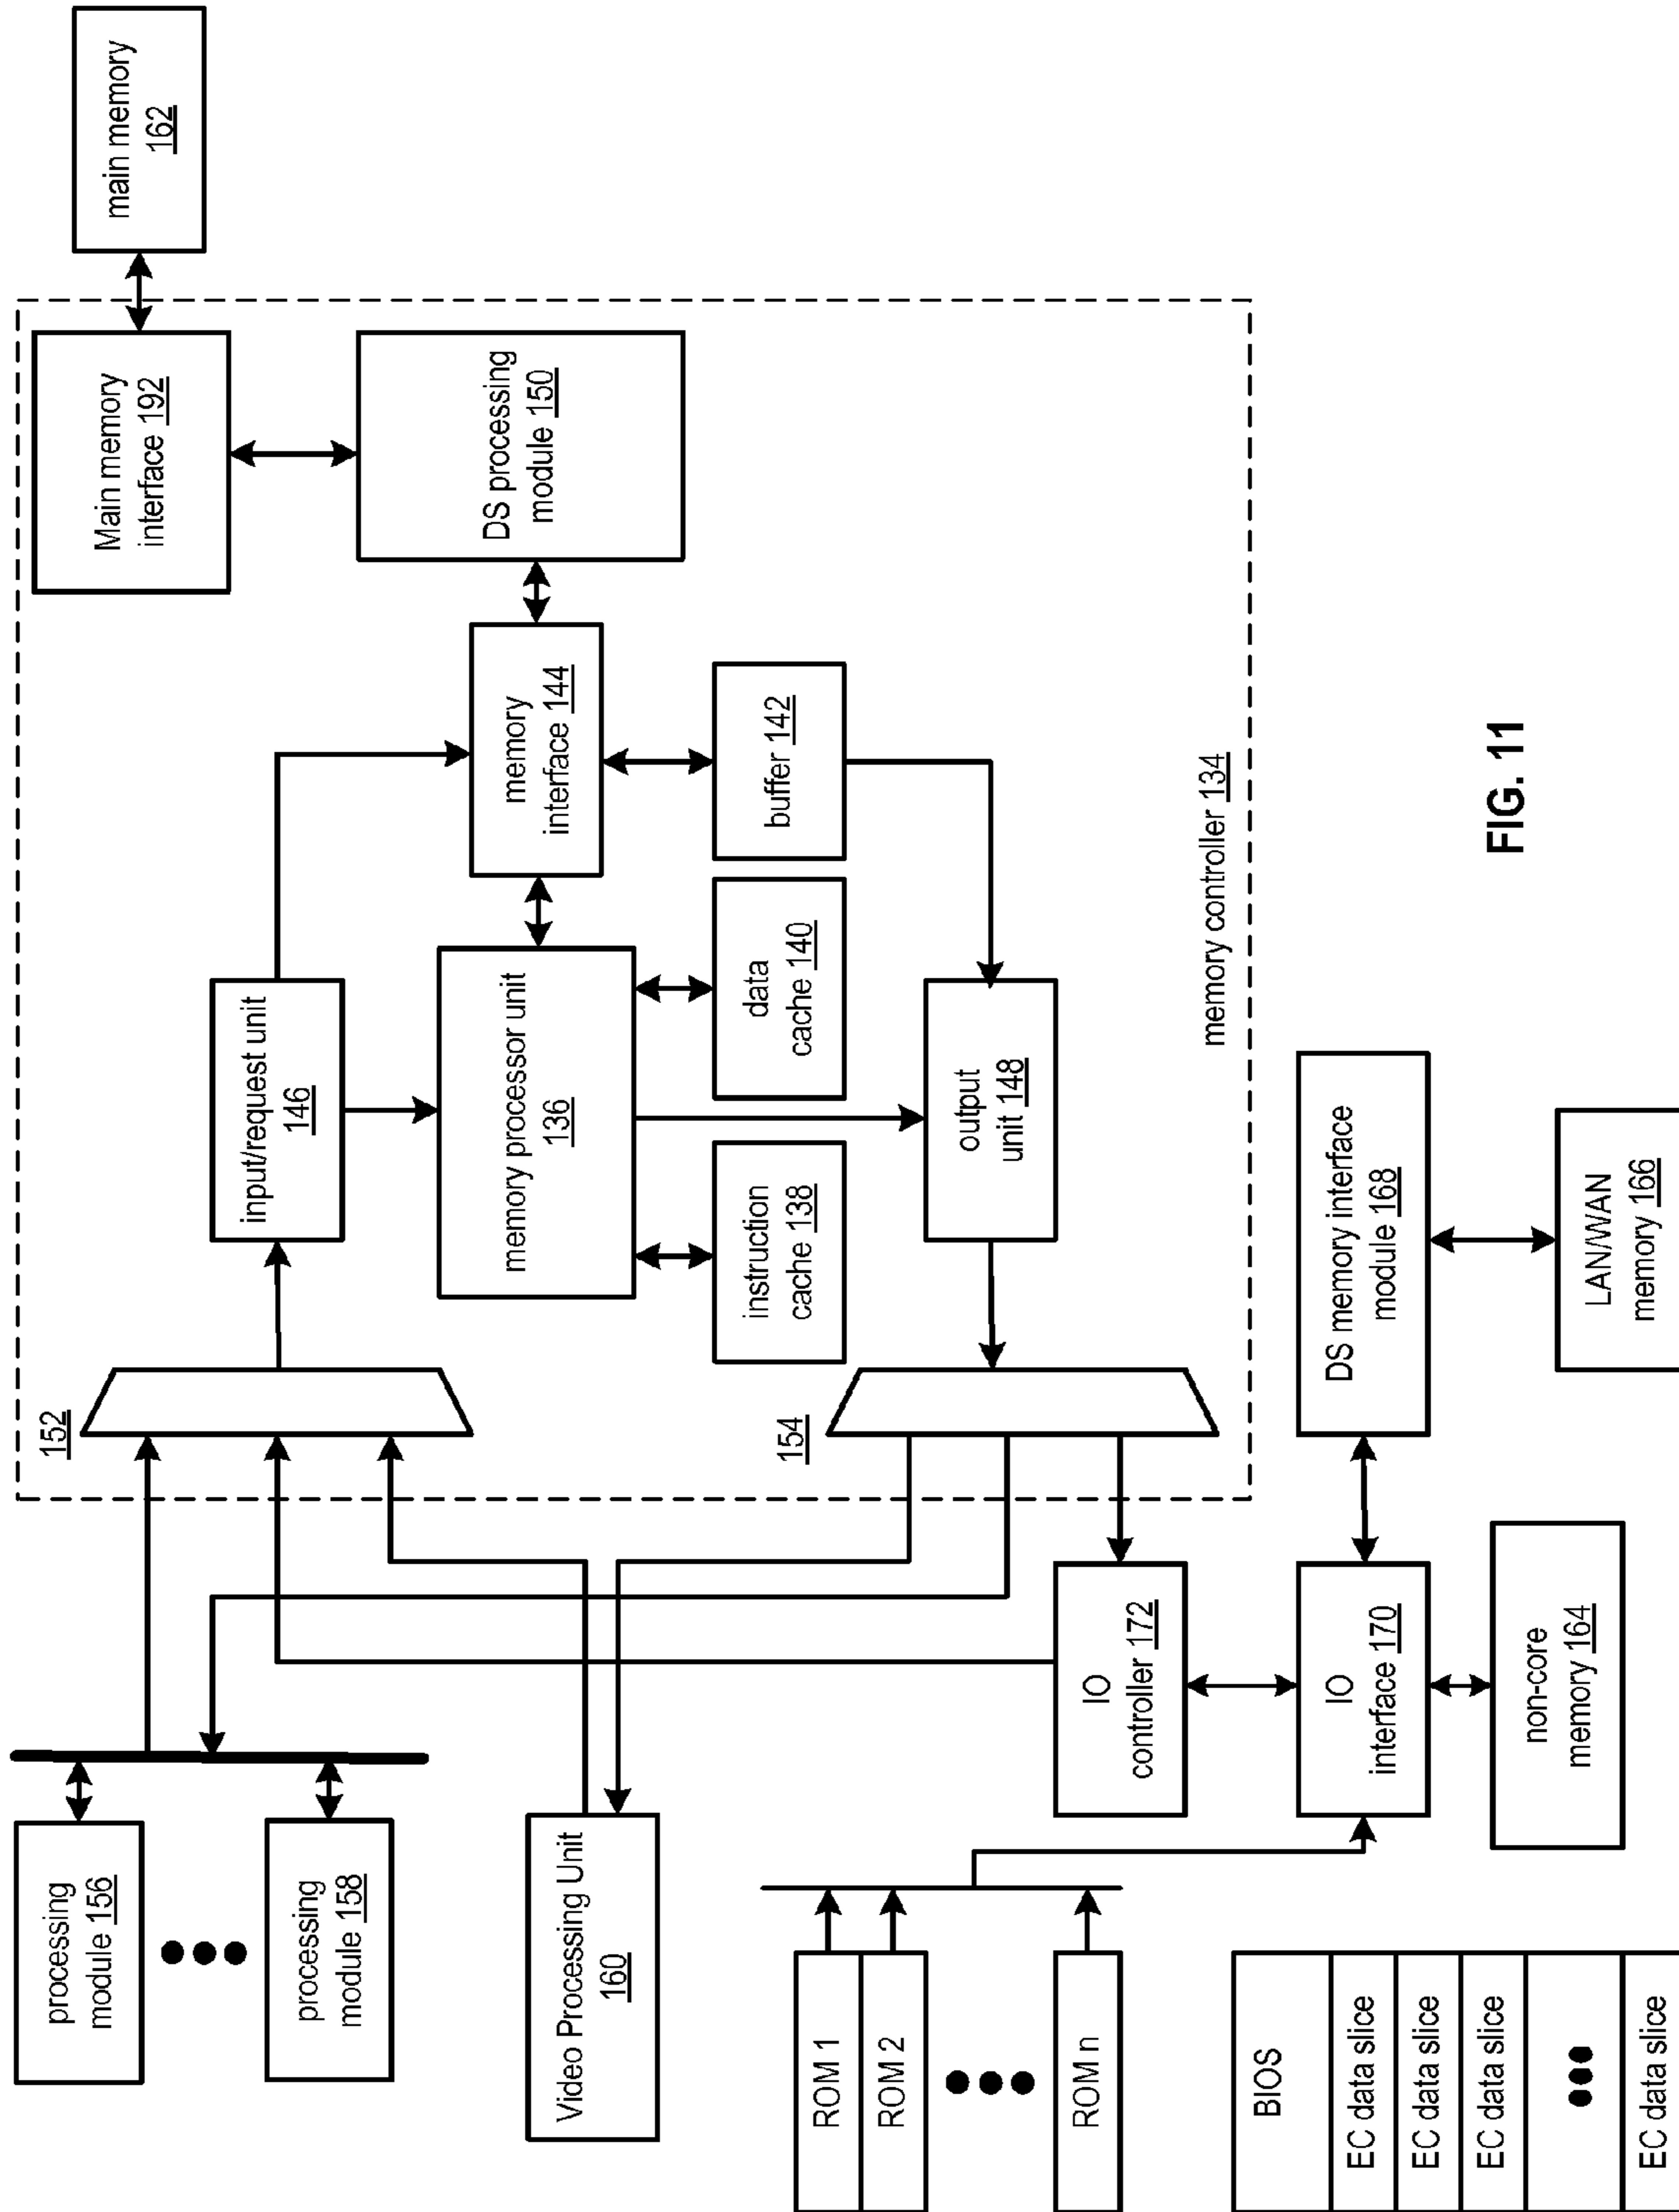 processing
module 156
processing
module 158
Video Processing Unit
160
152
154
input/request unit
146
memory processor unit
136
instruction
cache 138
data
cache 140
output
unit 148
memory
interface 144
buffer 142
DS processing
module 150
Main memory
interface 192
main memory
162
memory controller 134
ROM 1
ROM 2
ROM n
IO
controller 172
IO
interface 170
non-core
memory 164
DS memory interface
module 168
LAN/WAN
memory 166
BIOS
EC data slice
EC data slice
EC data slice
EC data slice
FIG. 11